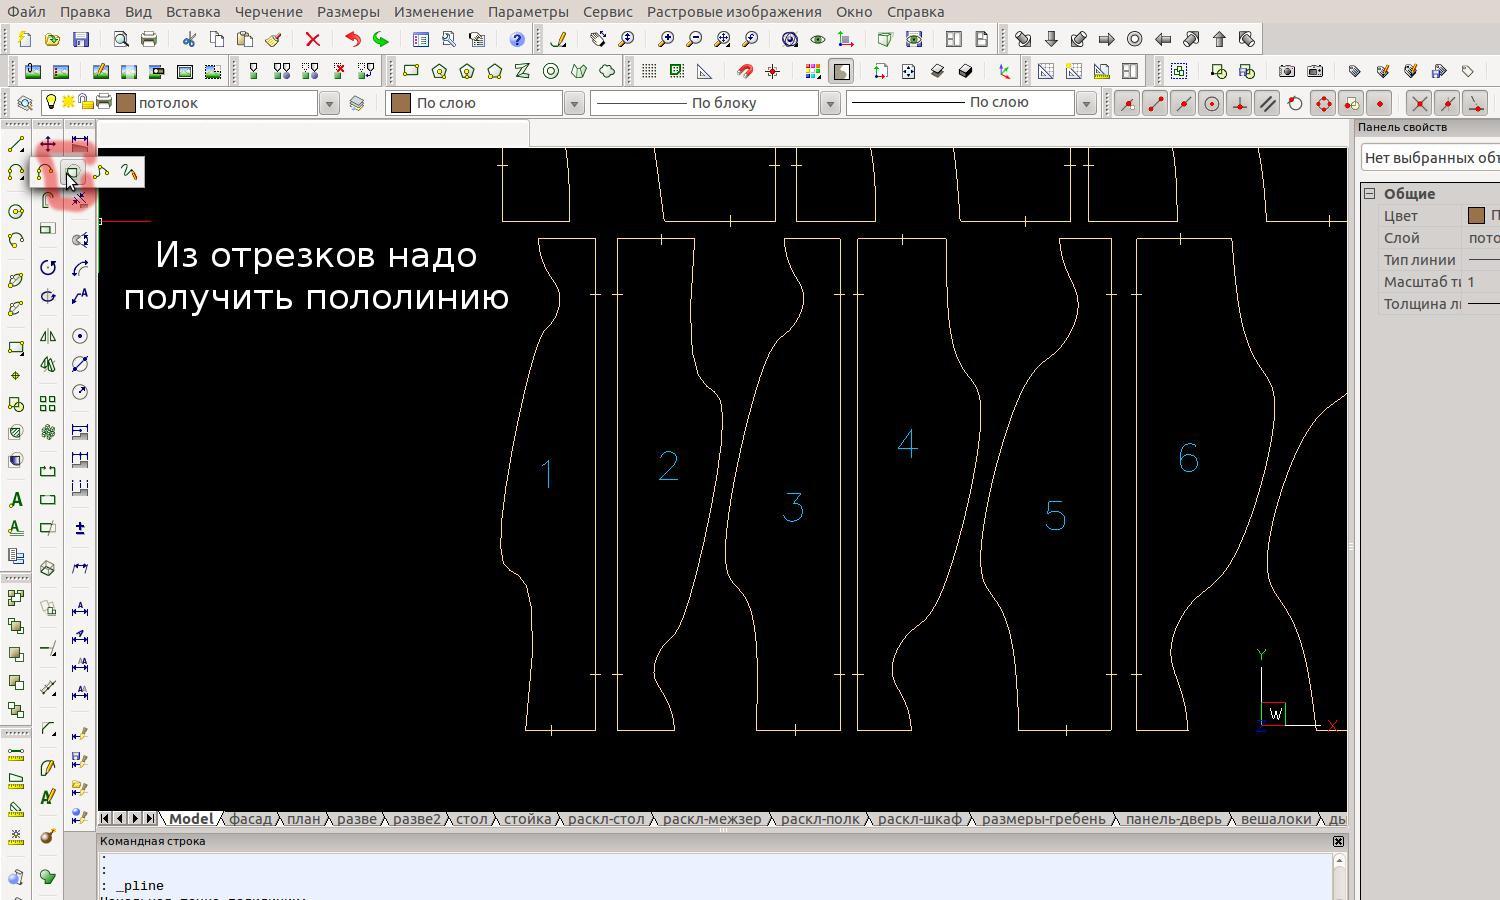 Файл Правка Вид Вставка Черчение Размеры Изменение Параметры Сервис Растровые изображения Окно Справка
потолок По слою По блоку По слою
Панель свойств
Нет выбранных объ
Общие
Цвет П
Слой пото
Тип линии
Масштаб ти 1
Толщина ли
Из отрезков надо
получить пололинию
1 2 3 4 5 6
Y
W
Z X
Model фасад план разве разве2 стол стойка раскл-стол раскл-межзер раскл-полк раскл-шкаф размеры-гребень панель-дверь вешалоки ды
Командная строка
:
:
: _pline